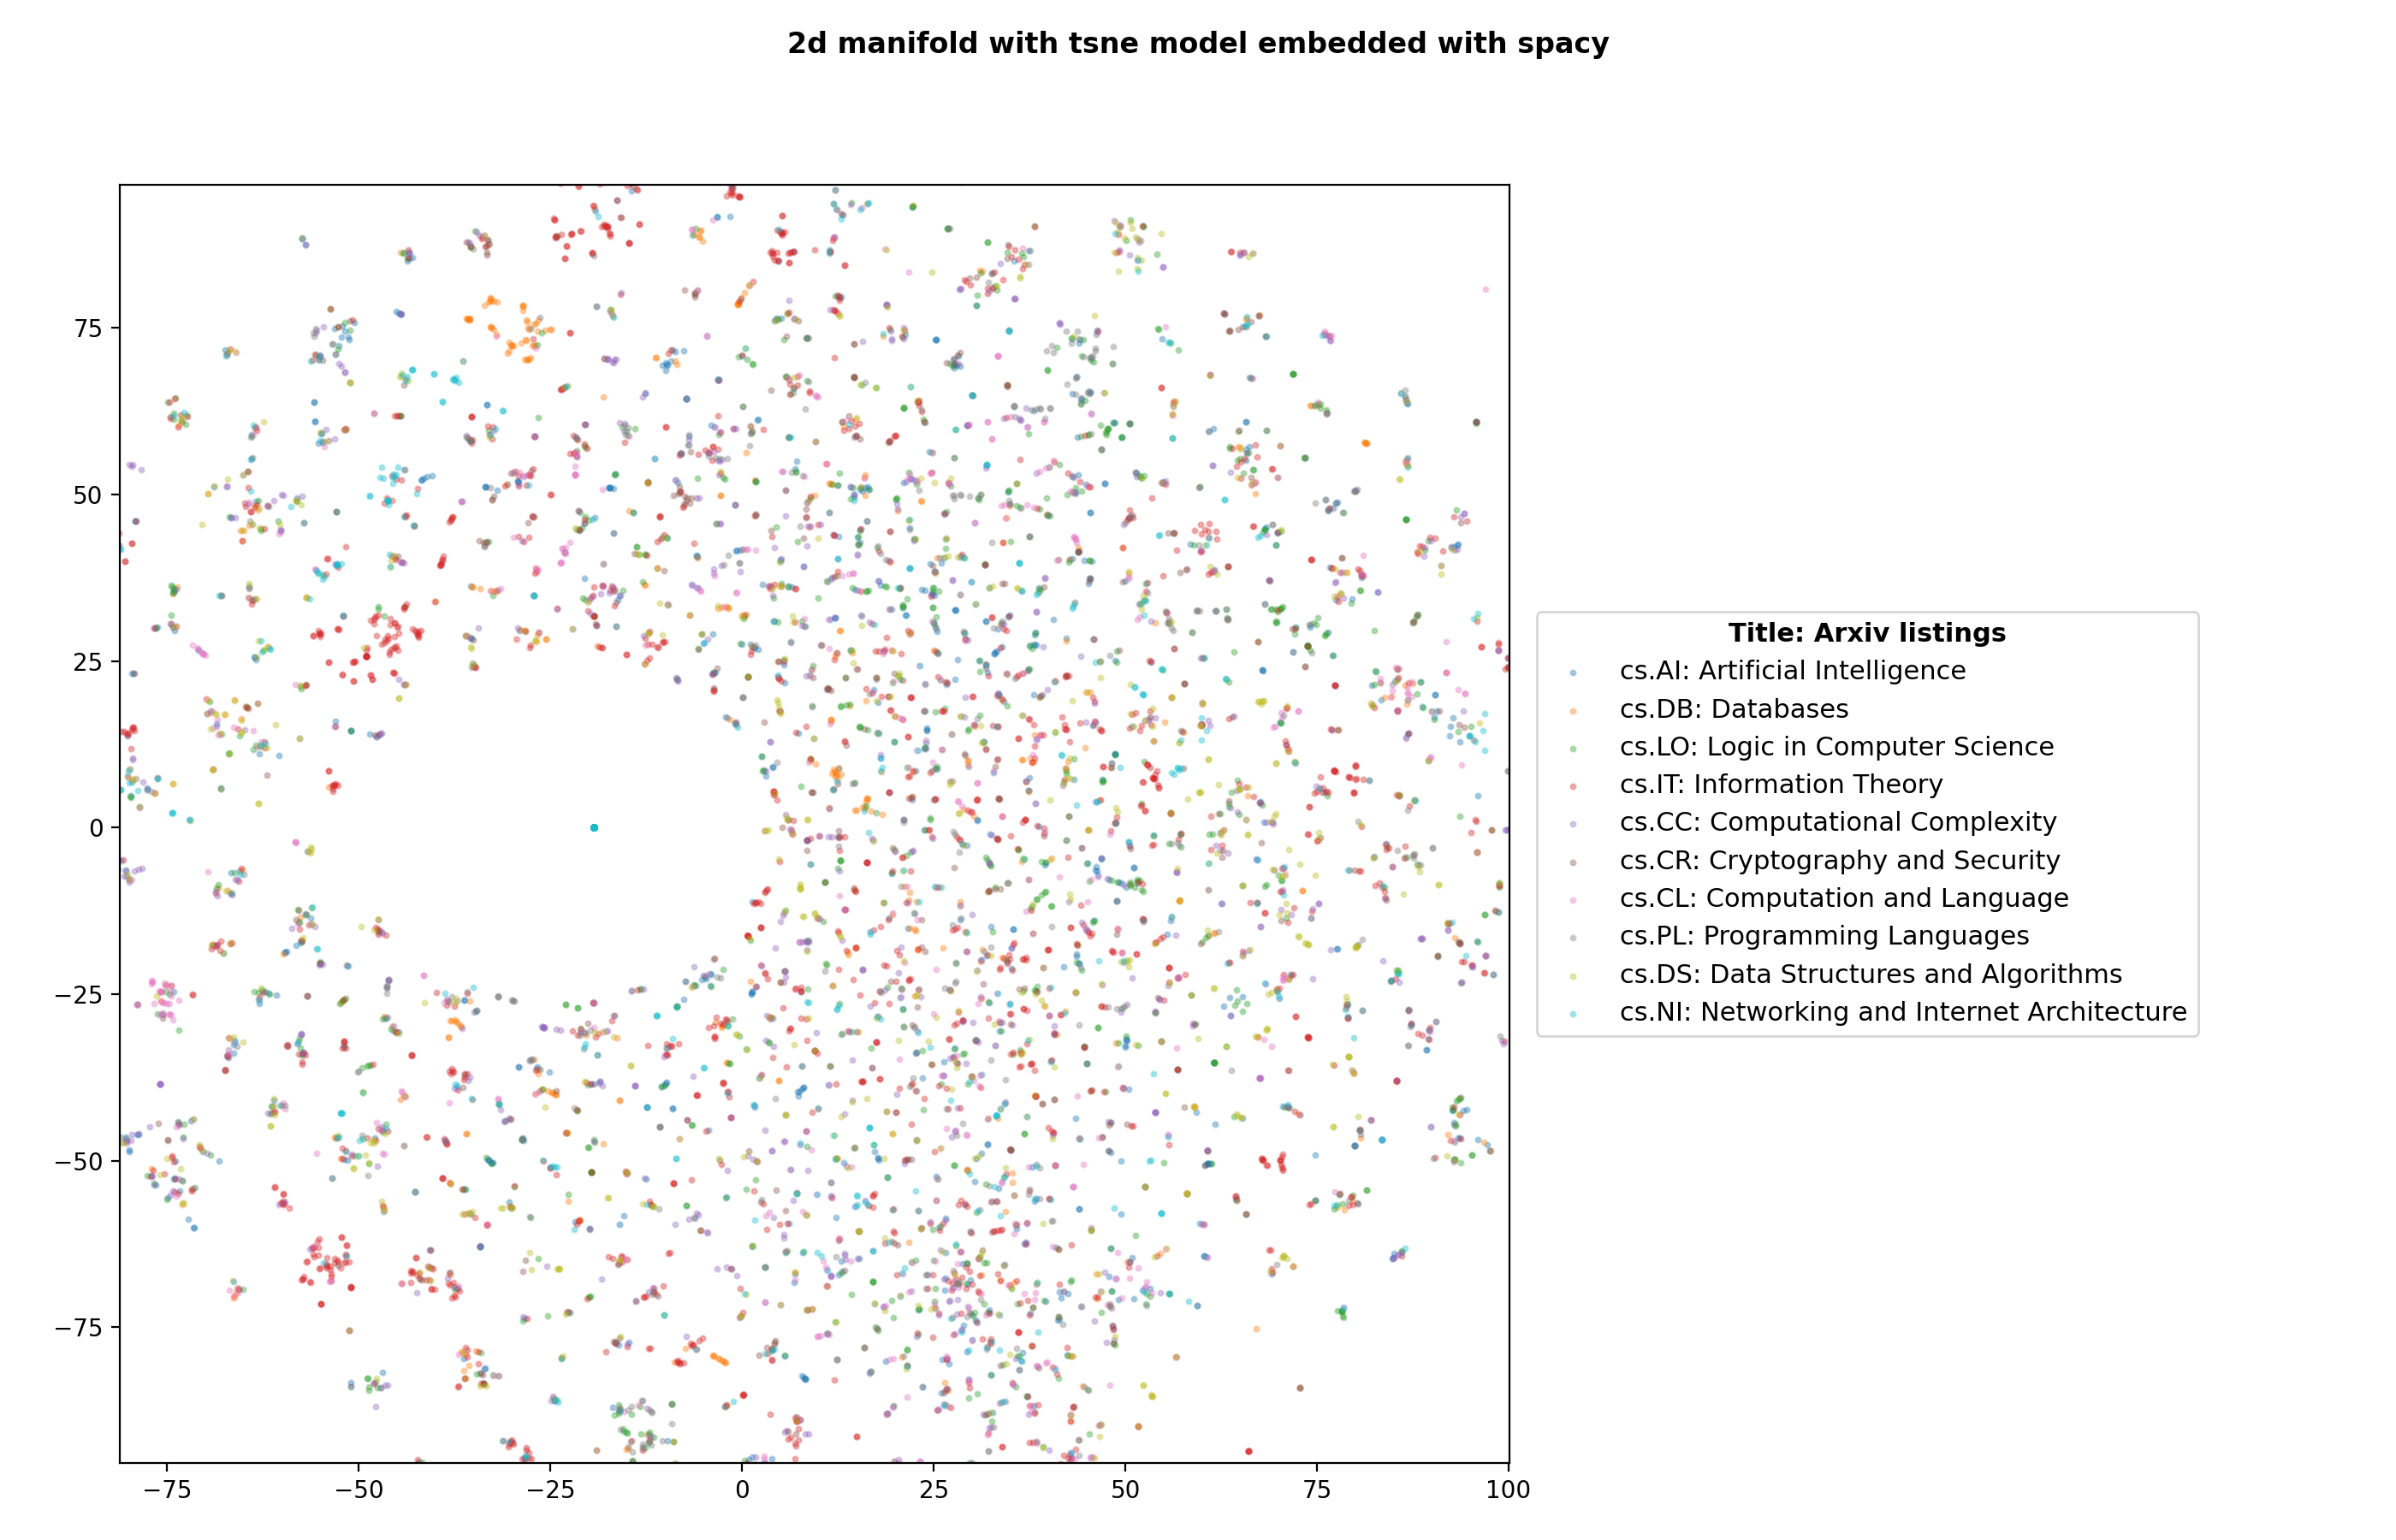 2d manifold with tsne model embedded with spacy
75
50
25
0
−25
−50
−75
−75
−50
−25
0
25
50
75
100
Title: Arxiv listings
cs.AI: Artificial Intelligence
cs.DB: Databases
cs.LO: Logic in Computer Science
cs.IT: Information Theory
cs.CC: Computational Complexity
cs.CR: Cryptography and Security
cs.CL: Computation and Language
cs.PL: Programming Languages
cs.DS: Data Structures and Algorithms
cs.NI: Networking and Internet Architecture